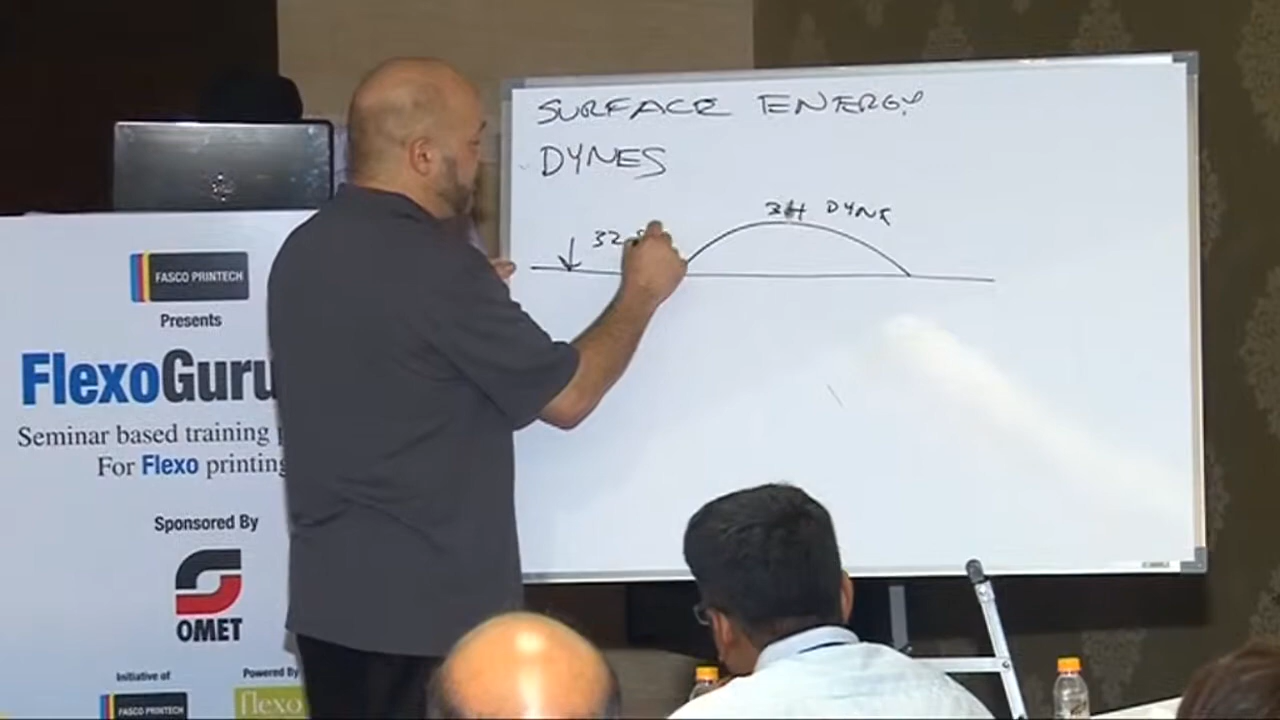 FASCO PRINTECH
Presents
FlexoGuru
Seminar based training
For Flexo printing
Sponsored By
OMET
Initiative of
FASCO PRINTECH
Powered By
flexo
SURFACE ENERGY
DYNES
34 DYNE
32